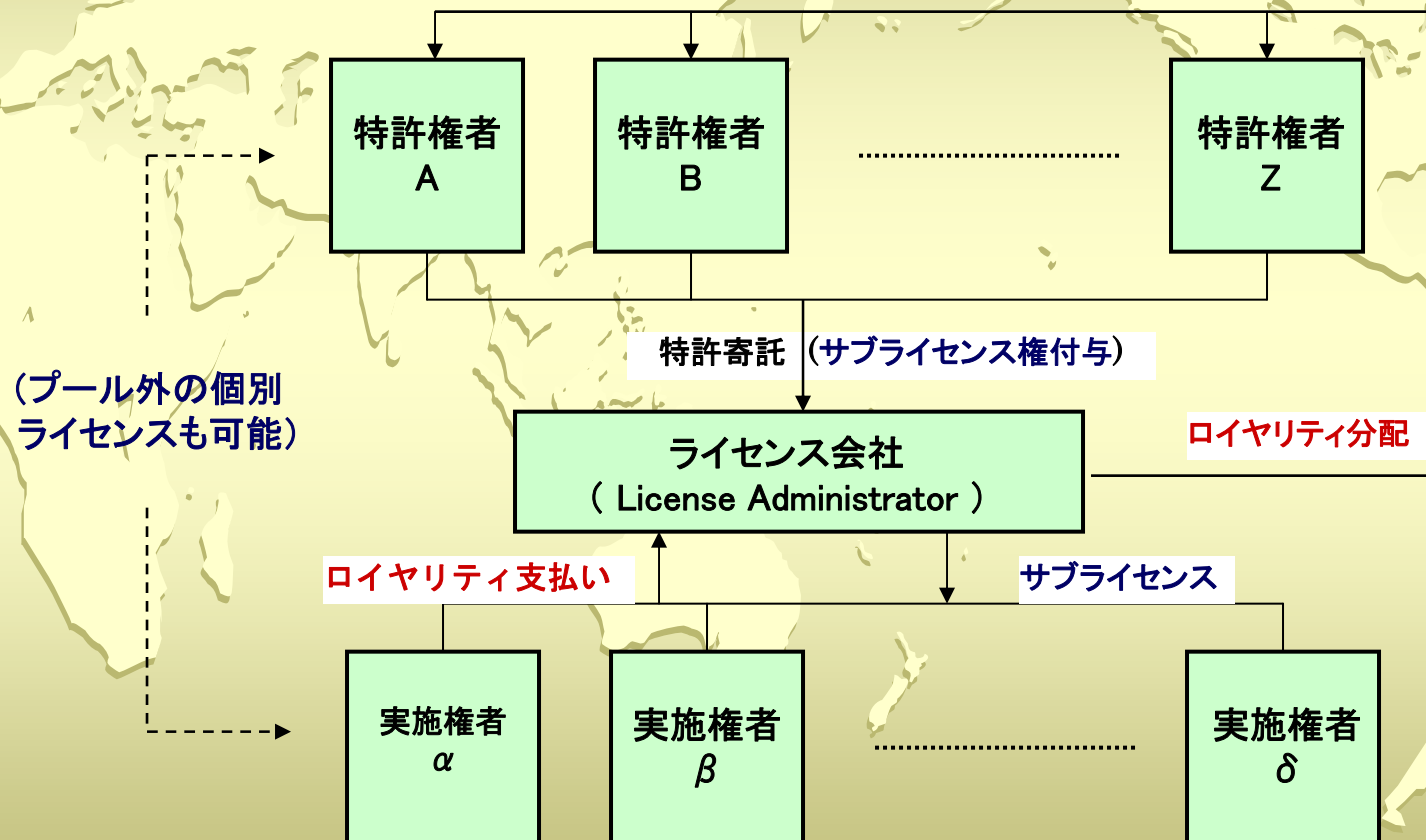 特許権者
A
特許権者
B
特許権者
Z
特許寄託 (サブライセンス権付与)
(プール外の個別
ライセンスも可能)
ライセンス会社
( License Administrator )
ロイヤリティ分配
ロイヤリティ支払い
サブライセンス
実施権者
α
実施権者
β
実施権者
δ